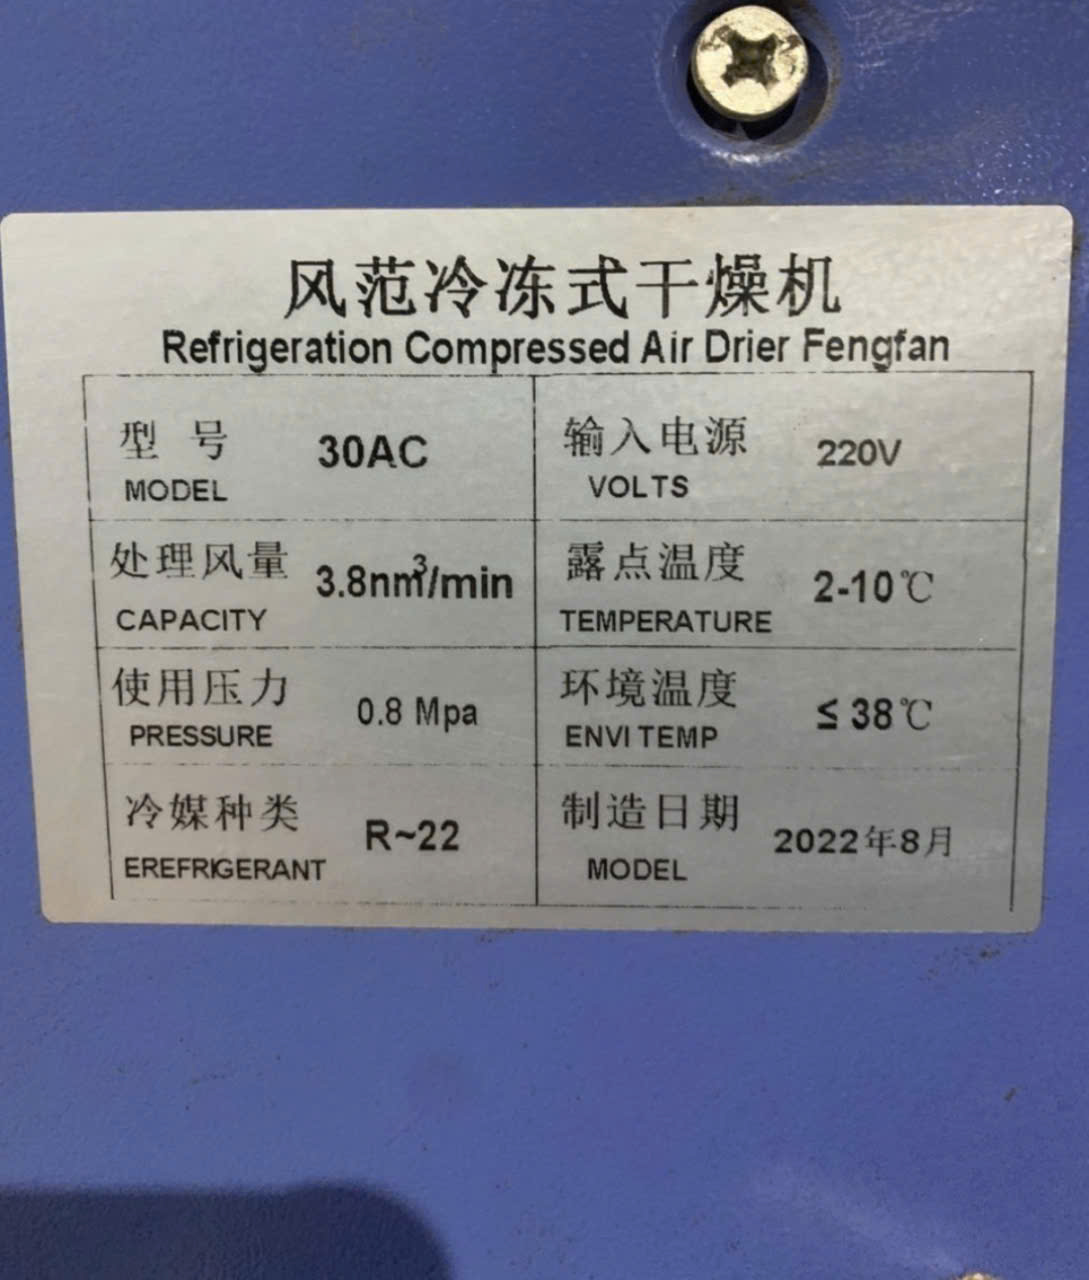 风范冷冻式干燥机
Refrigeration Compressed Air Drier Fengfan
型 号 30AC 输入电源 220V
MODEL VOLTS
处理风量 3.8nm³/min 露点温度 2-10℃
CAPACITY TEMPERATURE
使用压力 0.8 Mpa 环境温度 ≤ 38℃
PRESSURE ENVI TEMP
冷媒种类 R~22 制造日期 2022年8月
EREFRIGERANT MODEL